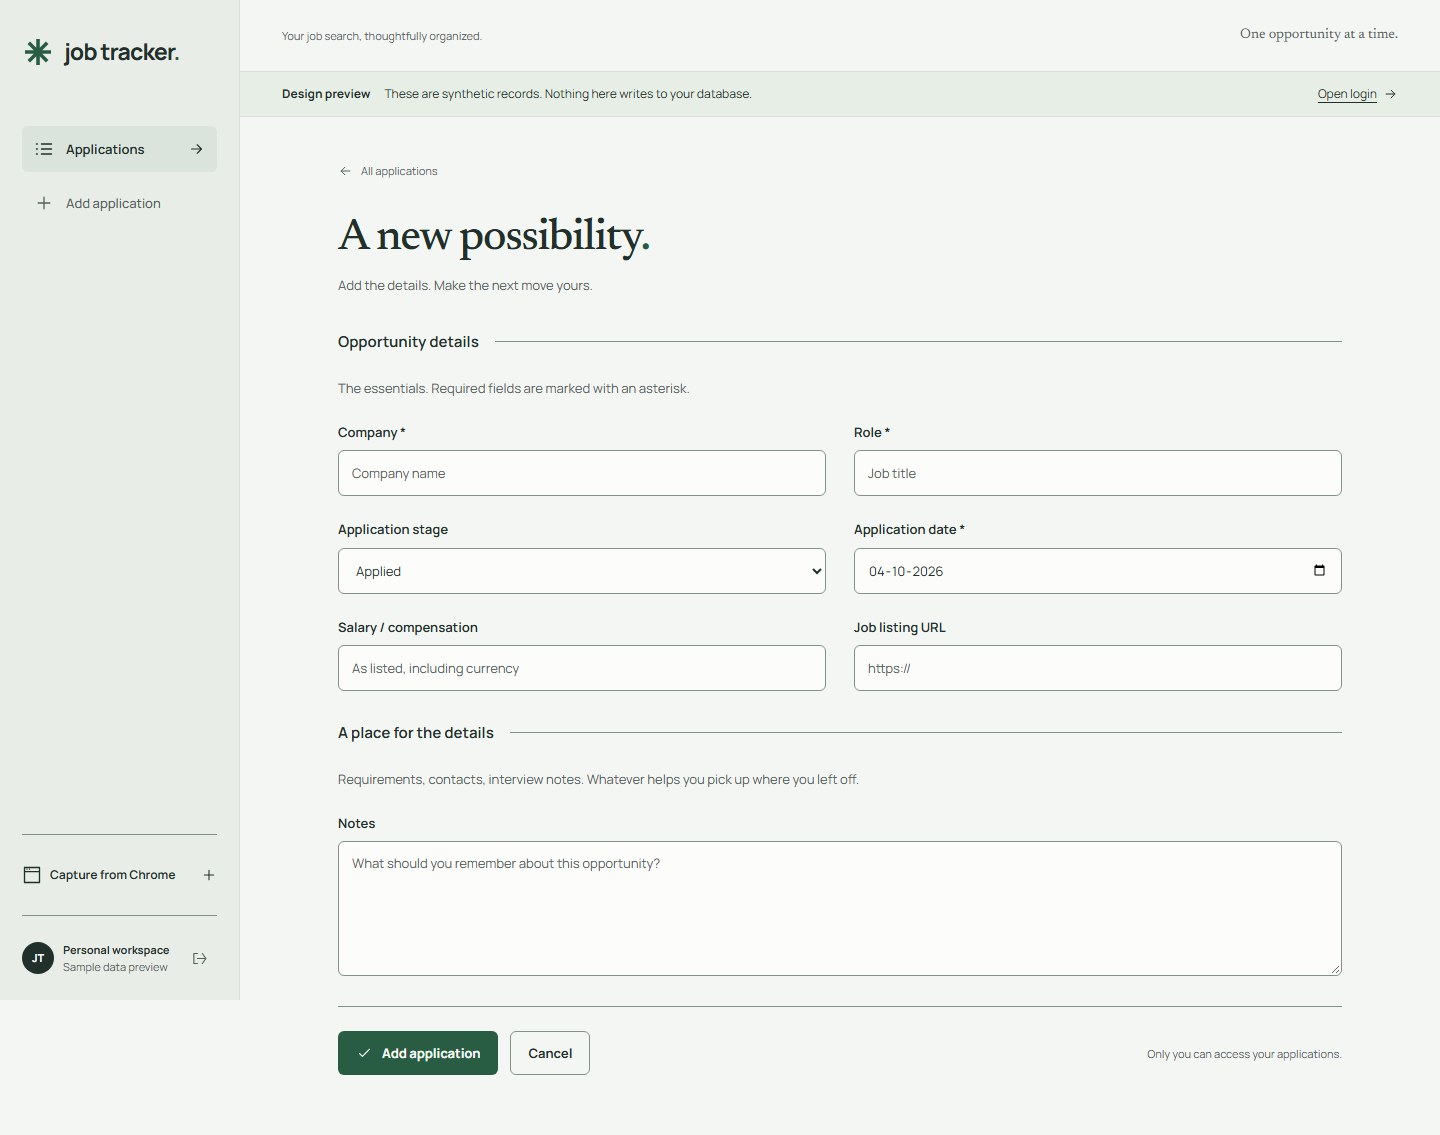 job tracker.
Applications
Add application
Capture from Chrome
JT
Personal workspace
Sample data preview
Your job search, thoughtfully organized.
One opportunity at a time.
Design preview These are synthetic records. Nothing here writes to your database.
Open login
All applications
A new possibility.
Add the details. Make the next move yours.
Opportunity details
The essentials. Required fields are marked with an asterisk.
Company *
Role *
Company name
Job title
Application stage
Application date *
Applied
04-10-2026
Salary / compensation
Job listing URL
As listed, including currency
https://
A place for the details
Requirements, contacts, interview notes. Whatever helps you pick up where you left off.
Notes
What should you remember about this opportunity?
Add application
Cancel
Only you can access your applications.